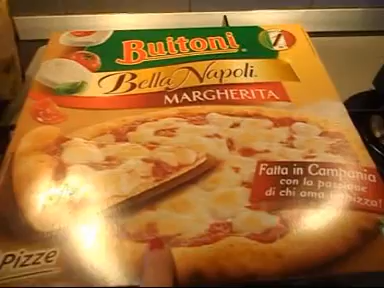 Buitoni
Bella Napoli
MARGHERITA
Fatta in Campania
con la passione
di chi ama la pizza!
Pizze